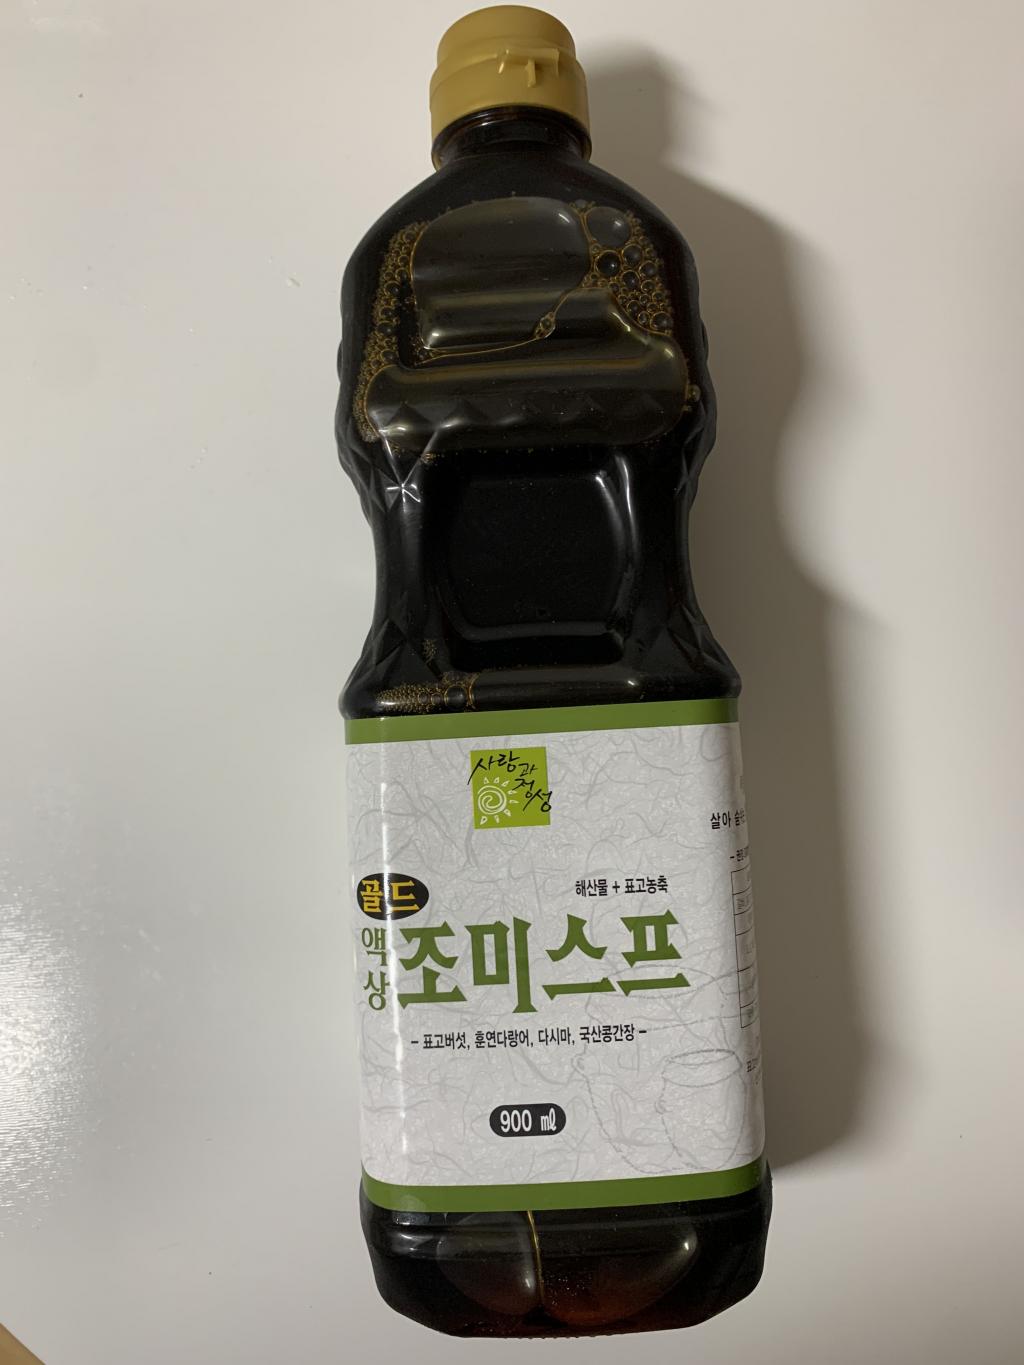 사랑과
정성
살아
골드
해산물 + 표고농축
액상
조미스프
- 표고버섯, 훈연다랑어, 다시마, 국산콩간장 -
900 ㎖